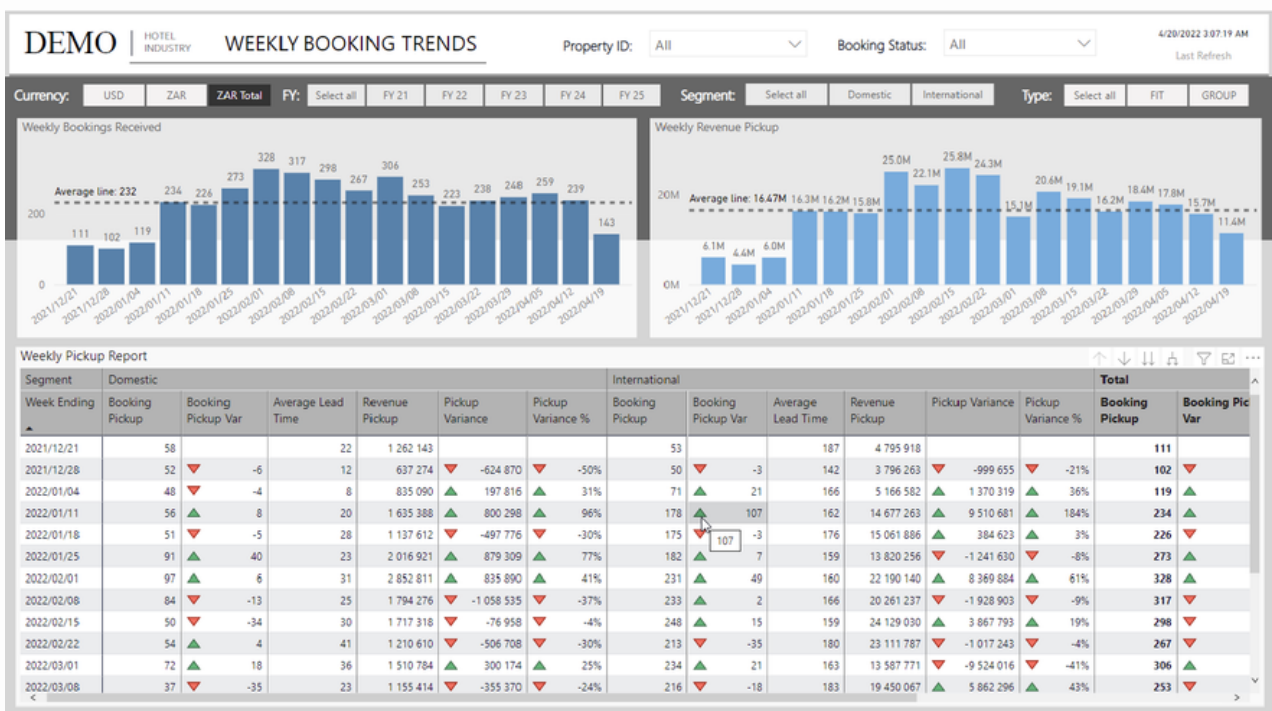 DEMO HOTEL INDUSTRY WEEKLY BOOKING TRENDS Property ID: All Booking Status: All 4/20/2022 3:07:19 AM
Last Refresh
Currency: USD ZAR ZAR Total FY: Select all FY 21 FY 22 FY 23 FY 24 FY 25 Segment: Select all Domestic International Type: Select all FIT GROUP
Weekly Bookings Received
Average line: 232
200
0
111 102 119 234 226 273 328 317 298 267 306 253 223 238 248 259 239 143
2021/12/21 2021/12/28 2022/01/04 2022/01/11 2022/01/18 2022/01/25 2022/02/01 2022/02/08 2022/02/15 2022/02/22 2022/03/01 2022/03/08 2022/03/15 2022/03/22 2022/03/29 2022/04/05 2022/04/12 2022/04/19
Weekly Revenue Pickup
20M
Average line: 16.47M
0M
6.1M 4.4M 6.0M 16.3M 16.2M 15.8M 25.0M 22.1M 25.8M 24.3M 15.1M 20.6M 19.1M 16.2M 18.4M 17.8M 15.7M 11.4M
2021/12/21 2021/12/28 2022/01/04 2022/01/11 2022/01/18 2022/01/25 2022/02/01 2022/02/08 2022/02/15 2022/02/22 2022/03/01 2022/03/08 2022/03/15 2022/03/22 2022/03/29 2022/04/05 2022/04/12 2022/04/19
Weekly Pickup Report
Segment Domestic International Total
Week Ending Booking Pickup Booking Pickup Var Average Lead Time Revenue Pickup Pickup Variance Pickup Variance % Booking Pickup Booking Pickup Var Average Lead Time Revenue Pickup Pickup Variance Pickup Variance % Booking Pickup Booking Pic Var
2021/12/21 58 22 1 262 143 53 187 4 795 918 111
2021/12/28 52 -6 12 637 274 -624 870 -50% 50 -3 142 3 796 263 -999 655 -21% 102
2022/01/04 48 -4 8 835 090 197 816 31% 71 21 166 5 166 582 1 370 319 36% 119
2022/01/11 56 8 20 1 635 388 800 298 96% 178 107 162 14 677 263 9 510 681 184% 234
2022/01/18 51 -5 28 1 137 612 -497 776 -30% 175 -3 176 15 061 886 384 623 3% 226
107
2022/01/25 91 40 23 2 016 921 879 309 77% 182 7 159 13 820 256 -1 241 630 -8% 273
2022/02/01 97 6 31 2 852 811 835 890 41% 231 49 160 22 190 140 8 369 884 61% 328
2022/02/08 84 -13 25 1 794 276 -1 058 535 -37% 233 2 166 20 261 237 -1 928 903 -9% 317
2022/02/15 50 -34 30 1 717 318 -76 958 -4% 248 15 159 24 129 030 3 867 793 19% 298
2022/02/22 54 4 41 1 210 610 -506 708 -30% 213 -35 180 23 111 787 -1 017 243 -4% 267
2022/03/01 72 18 36 1 510 784 300 174 25% 234 21 163 13 587 771 -9 524 016 -41% 306
2022/03/08 37 -35 23 1 155 414 -355 370 -24% 216 -18 183 19 450 067 5 862 296 43% 253